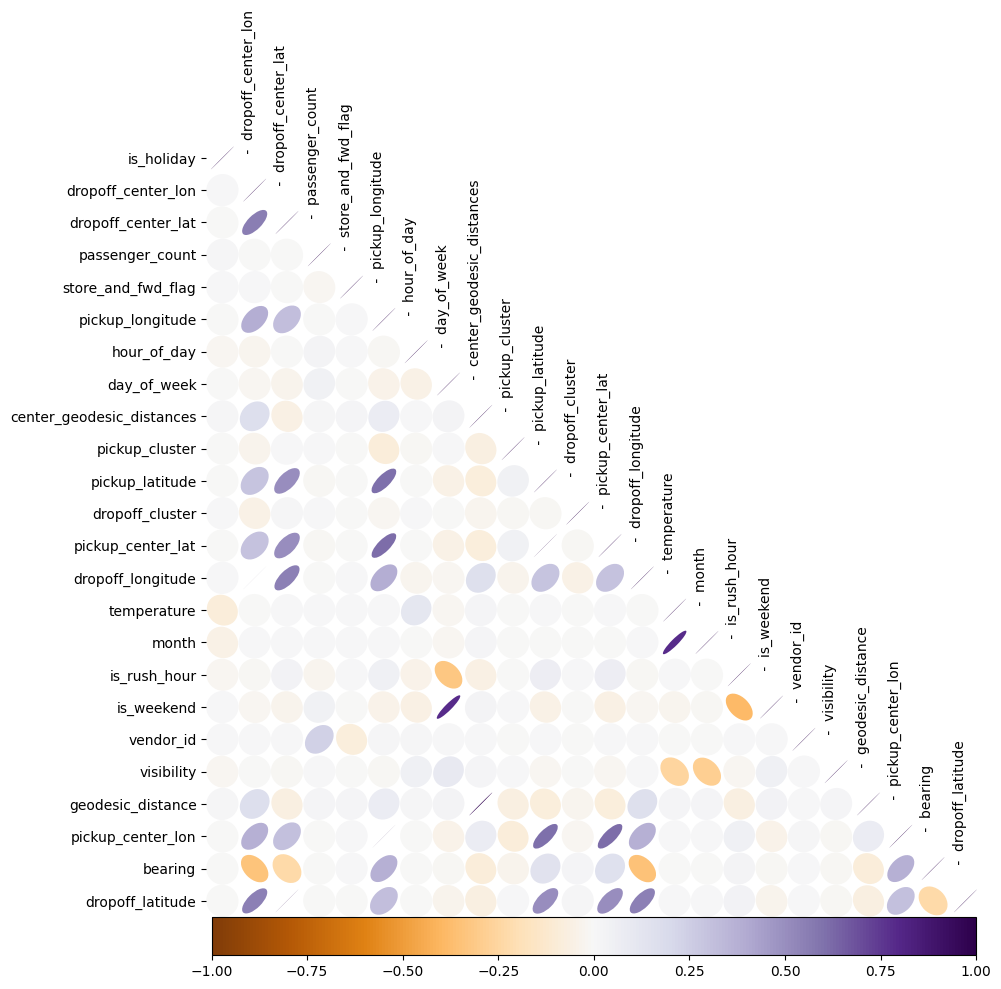 - dropoff_center_lon
- dropoff_center_lat
- passenger_count
- store_and_fwd_flag
- pickup_longitude
- hour_of_day
- day_of_week
- center_geodesic_distances
- pickup_cluster
- pickup_latitude
- dropoff_cluster
- pickup_center_lat
- dropoff_longitude
- temperature
- month
- is_rush_hour
- is_weekend
- vendor_id
- visibility
- geodesic_distance
- pickup_center_lon
- bearing
- dropoff_latitude
is_holiday
dropoff_center_lon
dropoff_center_lat
passenger_count
store_and_fwd_flag
pickup_longitude
hour_of_day
day_of_week
center_geodesic_distances
pickup_cluster
pickup_latitude
dropoff_cluster
pickup_center_lat
dropoff_longitude
temperature
month
is_rush_hour
is_weekend
vendor_id
visibility
geodesic_distance
pickup_center_lon
bearing
dropoff_latitude
−1.00 −0.75 −0.50 −0.25 0.00 0.25 0.50 0.75 1.00